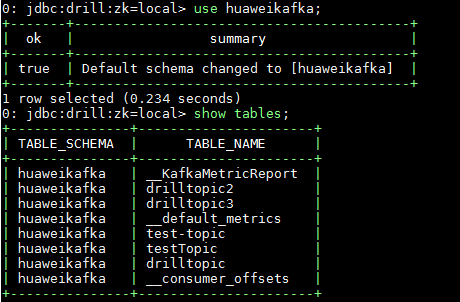 0: jdbc:drill:zk=local> use huaweikafka;
+-------+------------------------------------------+
|  ok   |                 summary                  |
+-------+------------------------------------------+
| true  | Default schema changed to [huaweikafka]  |
+-------+------------------------------------------+
1 row selected (0.234 seconds)
0: jdbc:drill:zk=local> show tables;
+---------------+----------------------+
| TABLE_SCHEMA  |      TABLE_NAME      |
+---------------+----------------------+
| huaweikafka   | __KafkaMetricReport  |
| huaweikafka   | drilltopic2          |
| huaweikafka   | drilltopic3          |
| huaweikafka   | __default_metrics    |
| huaweikafka   | test-topic           |
| huaweikafka   | testTopic            |
| huaweikafka   | drilltopic           |
| huaweikafka   | __consumer_offsets   |
+---------------+----------------------+